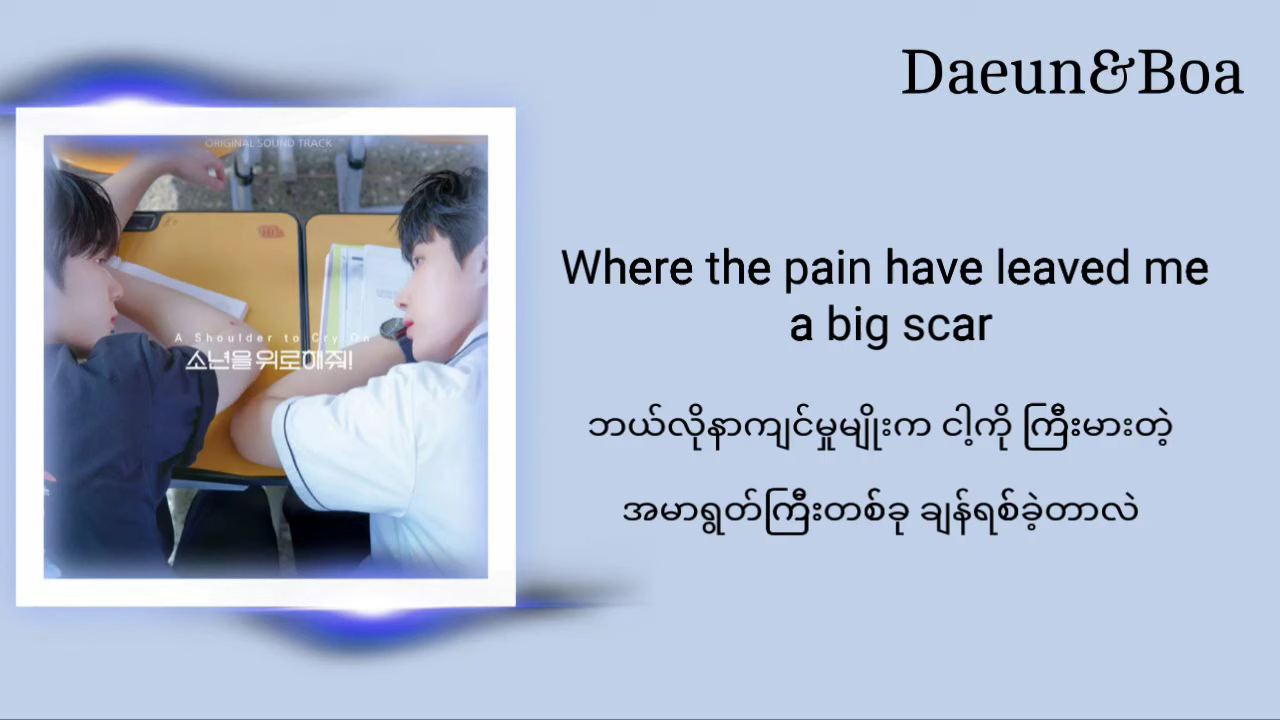 Daeun&Boa
ORIGINAL SOUND TRACK
A Shoulder to Cry On
소년을 위로해줘!
Where the pain have leaved me
a big scar
ဘယ်လိုနာကျင်မှုမျိုးက ငါ့ကို ကြီးမားတဲ့
အမာရွတ်ကြီးတစ်ခု ချန်ရစ်ခဲ့တာလဲ